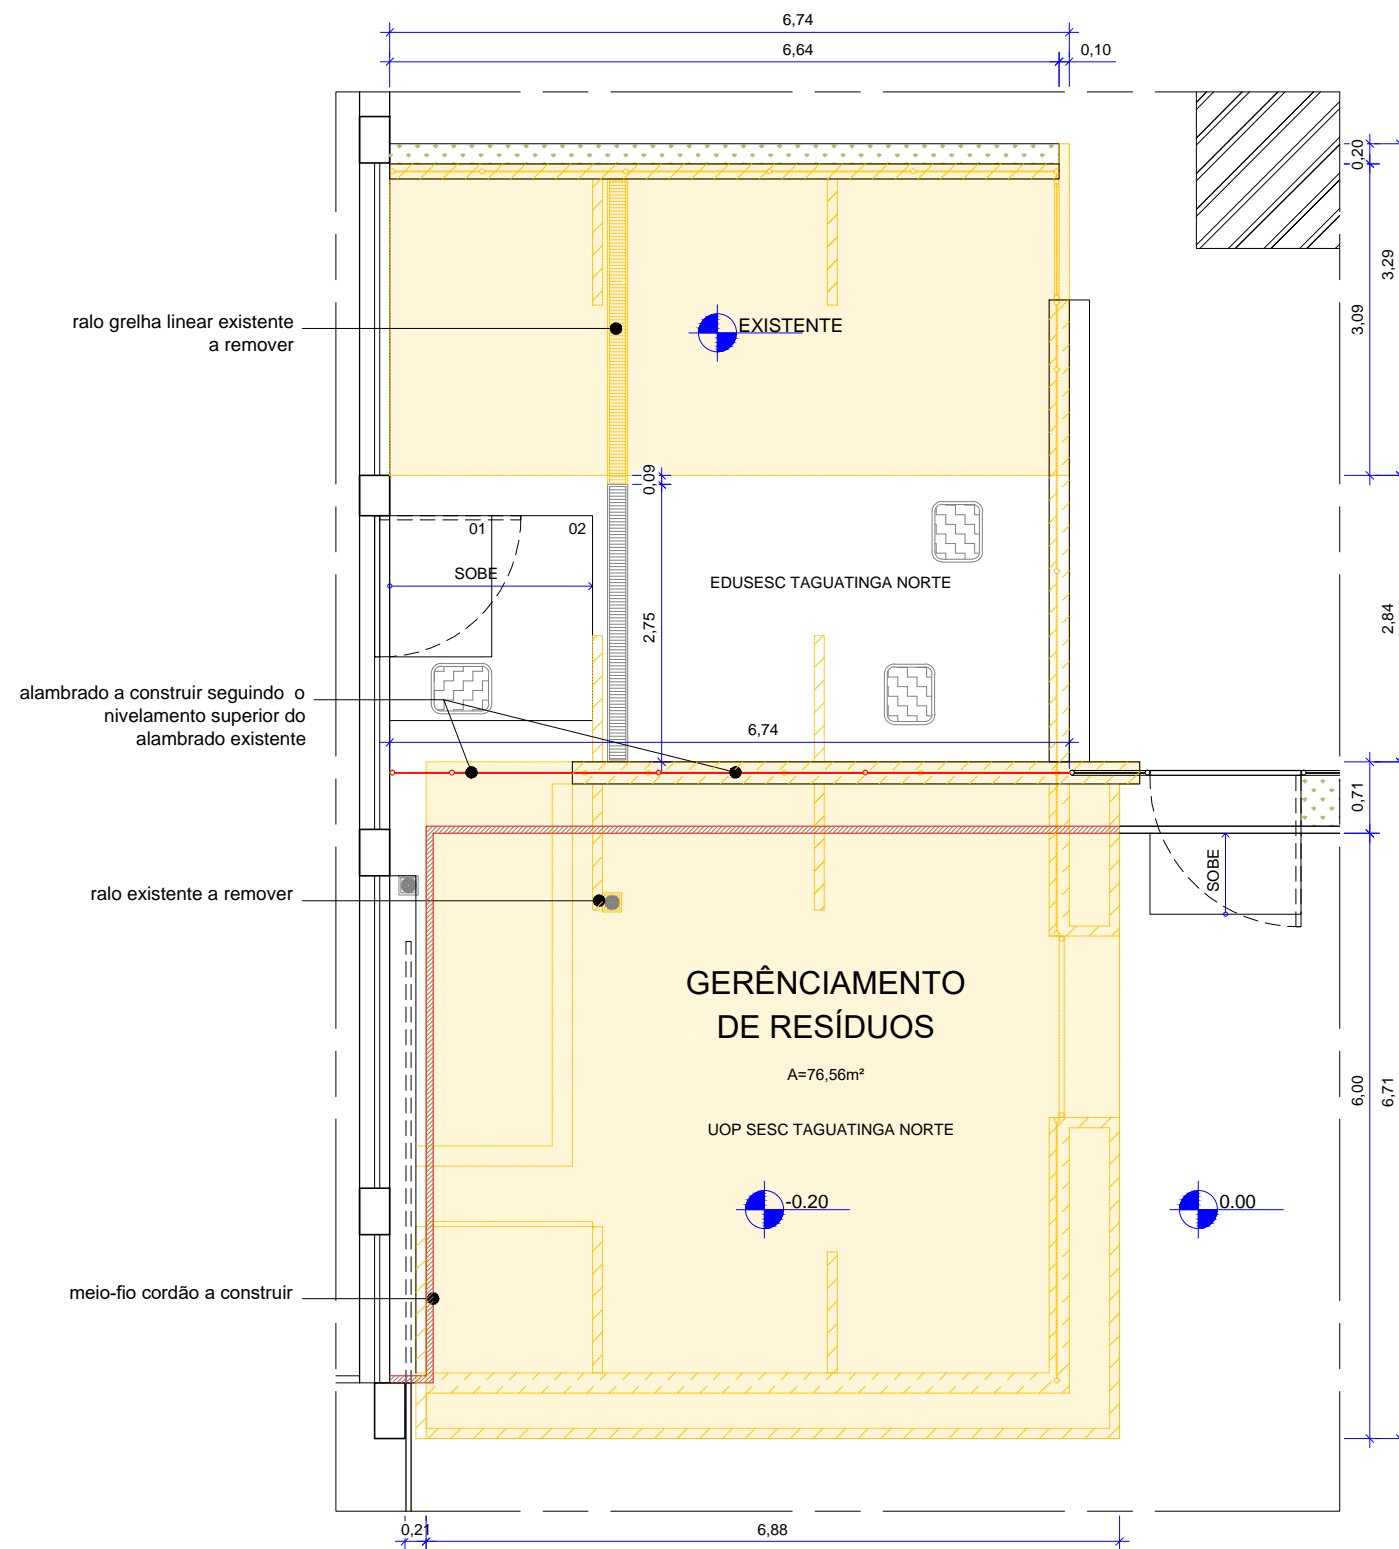 6,74
6,64
0,10
0,20
3,29
3,09
ralo grelha linear existente
a remover
EXISTENTE
0,09
01
02
SOBE
EDUSESC TAGUATINGA NORTE
2,75
2,84
alambrado a construir seguindo o
nivelamento superior do
alambrado existente
6,74
0,71
SOBE
ralo existente a remover
GERÊNCIAMENTO
DE RESÍDUOS
A=76,56m²
UOP SESC TAGUATINGA NORTE
6,00
6,71
-0.20
0.00
meio-fio cordão a construir
0,21
6,88